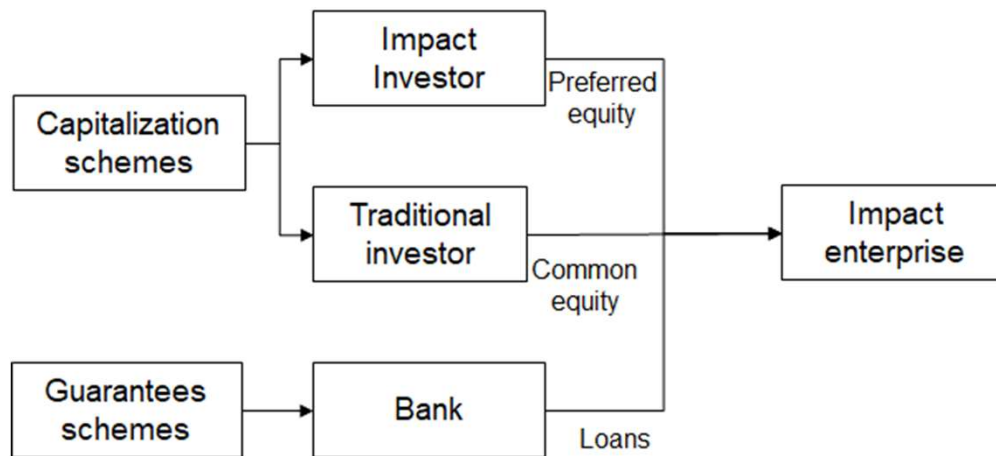 Impact
Investor
Preferred
equity
Capitalization
schemes
Traditional
investor
Common
equity
Impact
enterprise
Guarantees
schemes
Bank
Loans